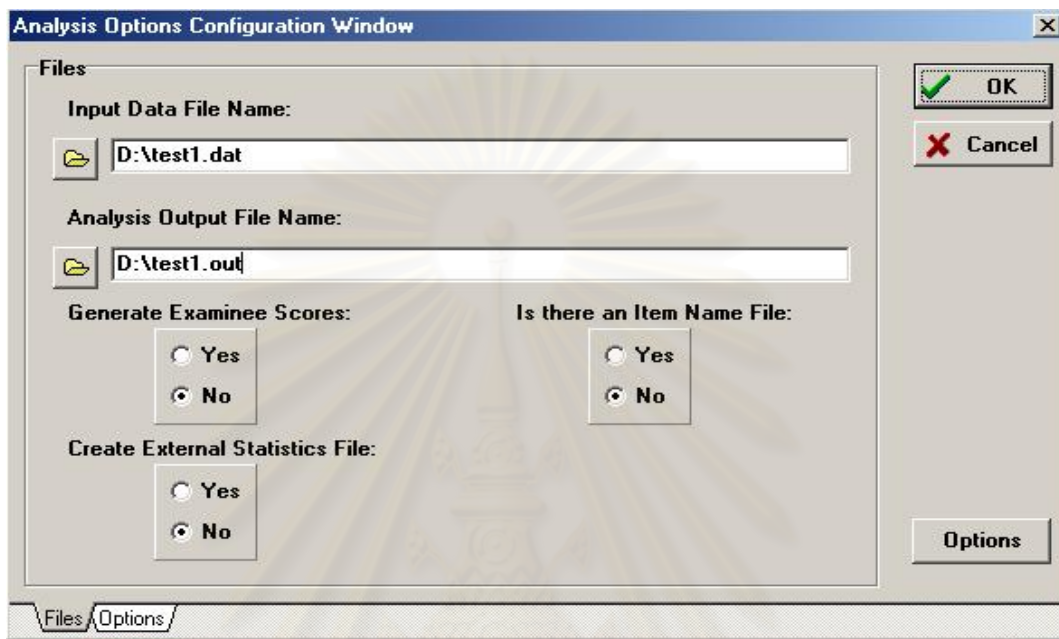 Analysis Options Configuration Window
Files
Input Data File Name:
D:\test1.dat
Analysis Output File Name:
D:\test1.out
Generate Examinee Scores:
Yes
No
Is there an Item Name File:
Yes
No
Create External Statistics File:
Yes
No
OK
Cancel
Options
Files Options